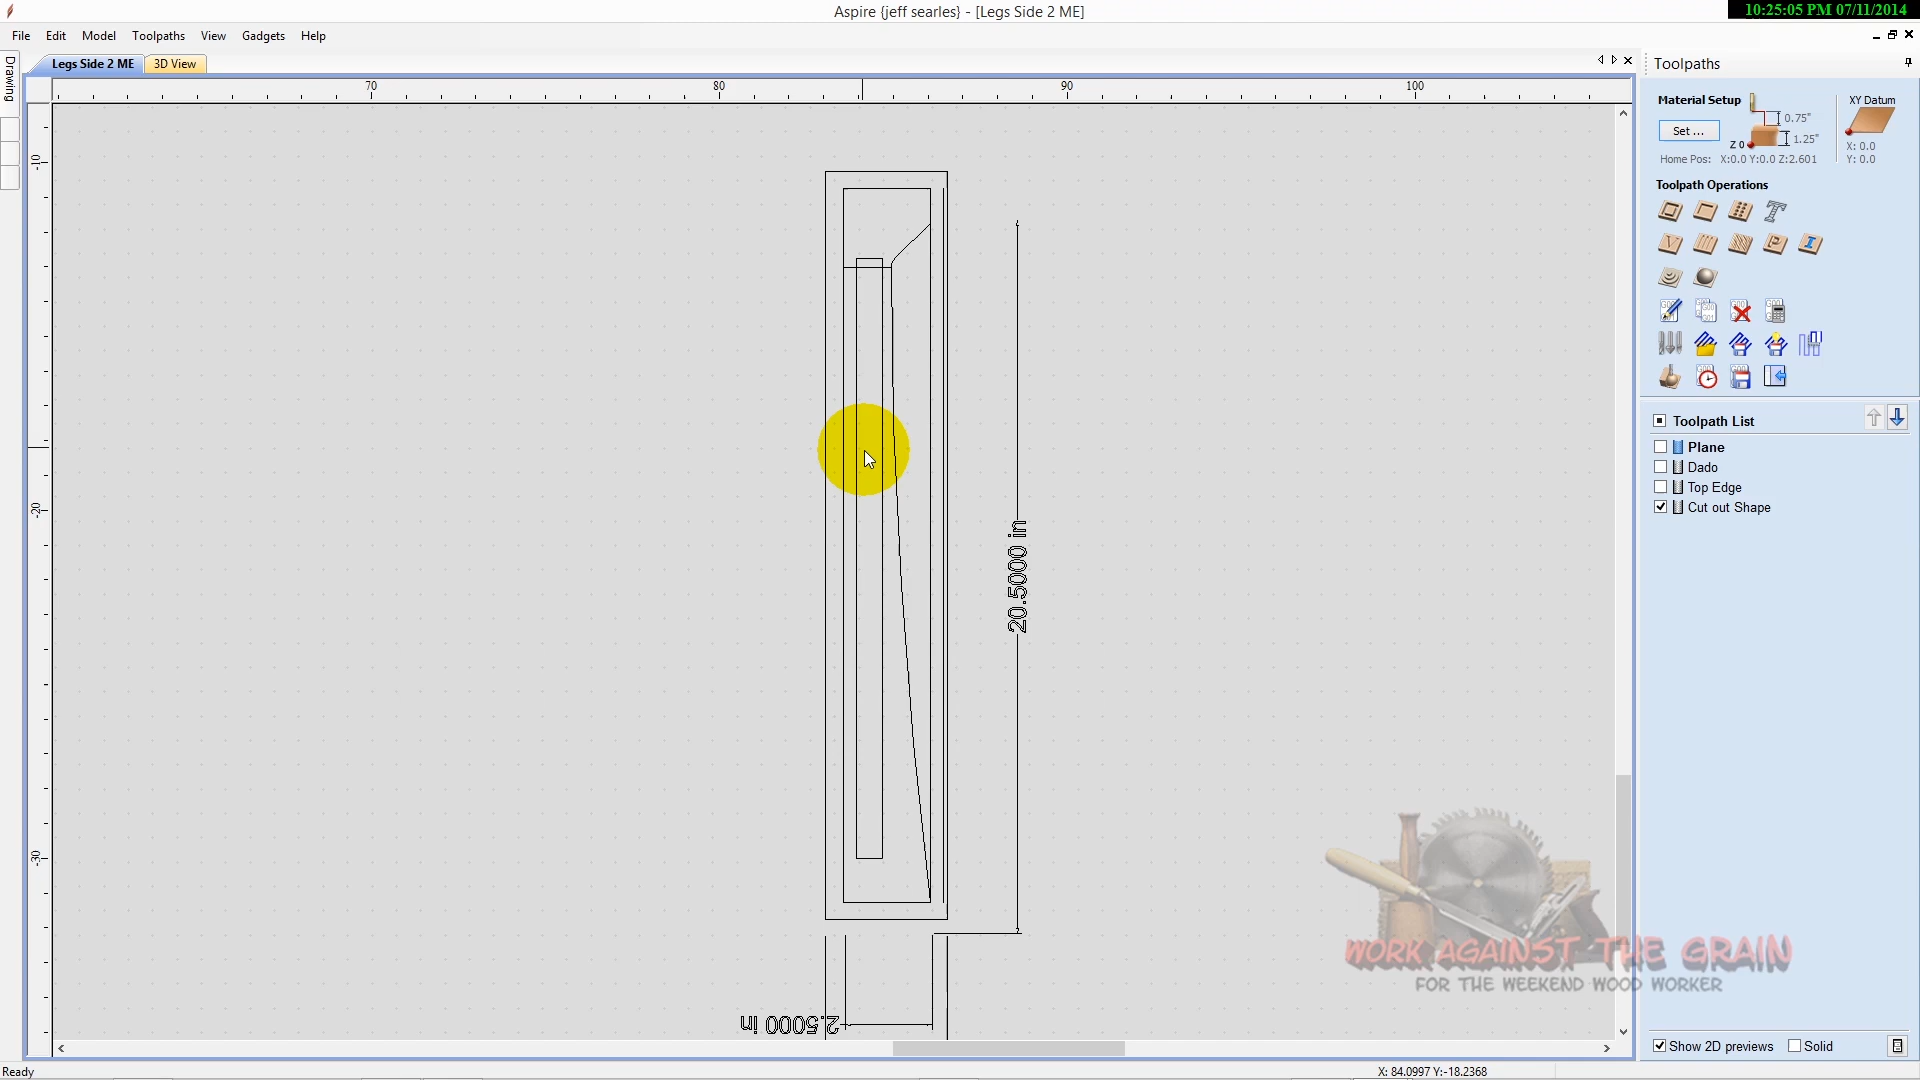 Aspire {jeff searles} - [Legs Side 2 ME]
10:25:05 PM 07/11/2014
File Edit Model Toolpaths View Gadgets Help
Drawing
Legs Side 2 ME 3D View
Toolpaths
70 80 90 100
-10
-20
-30
Material Setup
Set ...
0.75"
1.25"
Z 0
XY Datum
X: 0.0
Y: 0.0
Home Pos: X:0.0 Y:0.0 Z:2.601
Toolpath Operations
Toolpath List
Plane
Dado
Top Edge
Cut out Shape
20.5000 in
2.5000 in
WORK AGAINST THE GRAIN
FOR THE WEEKEND WOOD WORKER
Show 2D previews Solid
Ready
X: 84.0997 Y:-18.2368